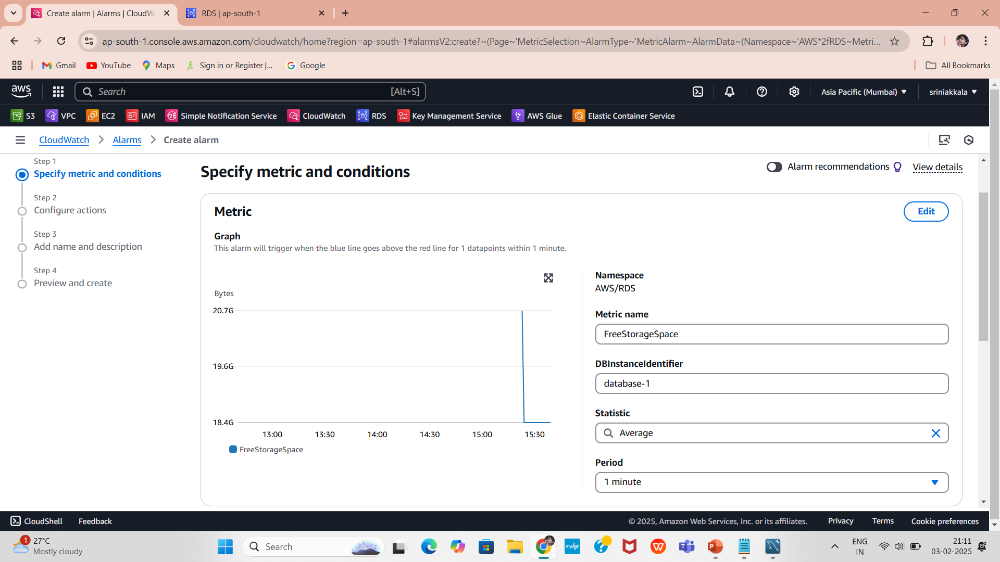 Create alarm | Alarms | CloudWa
RDS | ap-south-1
ap-south-1.console.aws.amazon.com/cloudwatch/home?region=ap-south-1#alarmsV2:create?~(Page~'MetricSelection~AlarmType~'MetricAlarm~AlarmData~(Namespace~'AWS*2fRDS~Metri...
Gmail
YouTube
Maps
Sign in or Register |...
Google
All Bookmarks
aws
Search
[Alt+S]
Asia Pacific (Mumbai)
sriniakkala
S3
VPC
EC2
IAM
Simple Notification Service
CloudWatch
RDS
Key Management Service
AWS Glue
Elastic Container Service
CloudWatch
Alarms
Create alarm
Step 1
Specify metric and conditions
Step 2
Configure actions
Step 3
Add name and description
Step 4
Preview and create
Specify metric and conditions
Alarm recommendations
View details
Metric
Edit
Graph
This alarm will trigger when the blue line goes above the red line for 1 datapoints within 1 minute.
Bytes
20.7G
19.6G
18.4G
13:00
13:30
14:00
14:30
15:00
15:30
FreeStorageSpace
Namespace
AWS/RDS
Metric name
FreeStorageSpace
DBInstanceIdentifier
database-1
Statistic
Average
Period
1 minute
CloudShell
Feedback
© 2025, Amazon Web Services, Inc. or its affiliates.
Privacy
Terms
Cookie preferences
1
27°C
Mostly cloudy
Search
myhp
ENG
IN
21:11
03-02-2025